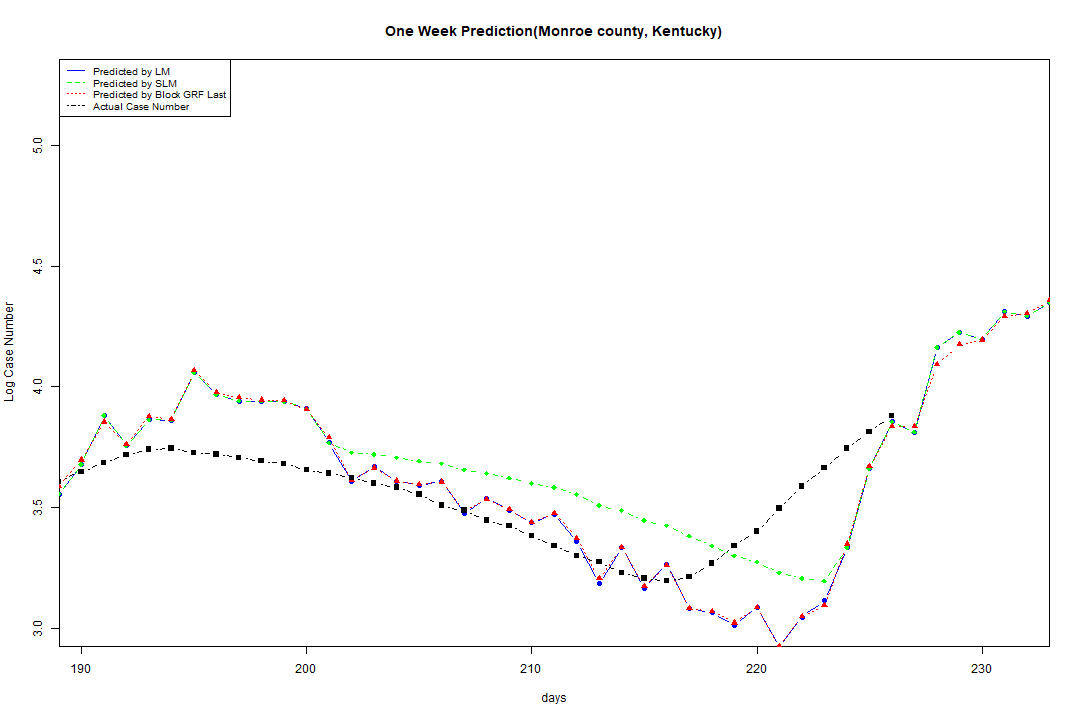 One Week Prediction(Monroe county, Kentucky)
Predicted by LM
Predicted by SLM
Predicted by Block GRF Last
Actual Case Number
5.0
4.5
4.0
3.5
3.0
Log Case Number
190 200 210 220 230
days